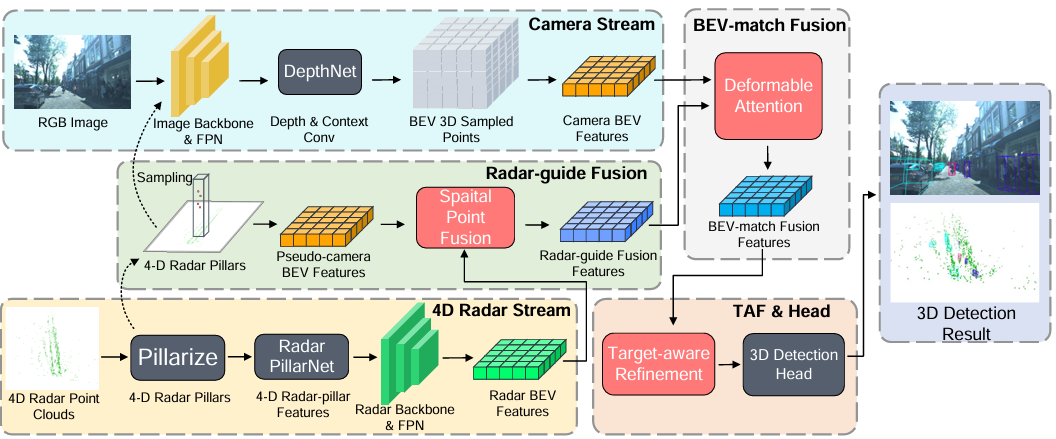 Camera Stream
RGB Image
Image Backbone
& FPN
DepthNet
Depth & Context
Conv
BEV 3D Sampled
Points
Camera BEV
Features
BEV-match Fusion
Deformable
Attention
BEV-match Fusion
Features
Radar-guide Fusion
Sampling
4-D Radar Pillars
Pseudo-camera
BEV Features
Spaital
Point
Fusion
Radar-guide Fusion
Features
4D Radar Stream
4D Radar Point
Clouds
Pillarize
4-D Radar Pillars
Radar
PillarNet
4-D Radar-pillar
Features
Radar Backbone
& FPN
Radar BEV
Features
TAF & Head
Target-aware
Refinement
3D Detection
Head
3D Detection
Result